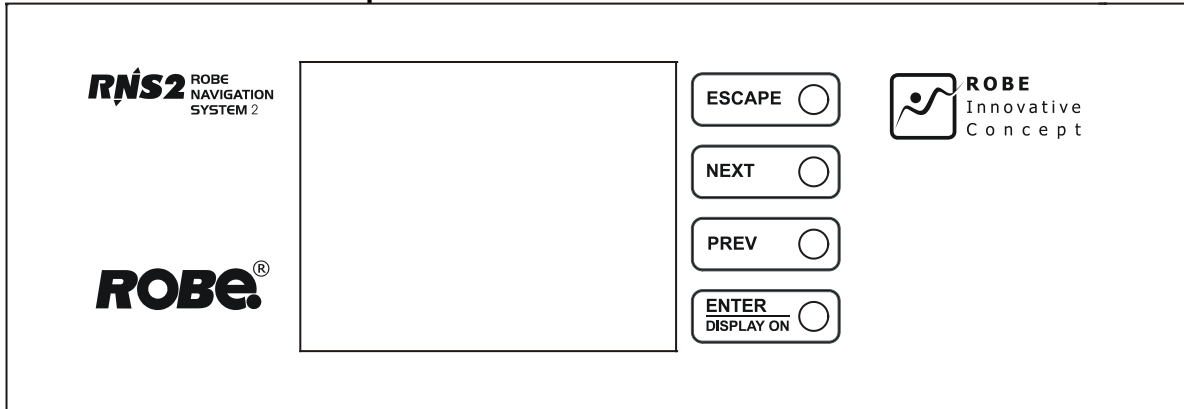 RNS2 ROBE
NAVIGATION
SYSTEM 2
ROBE®
ESCAPE
NEXT
PREV
ENTER
DISPLAY ON
ROBE
Innovative
Concept